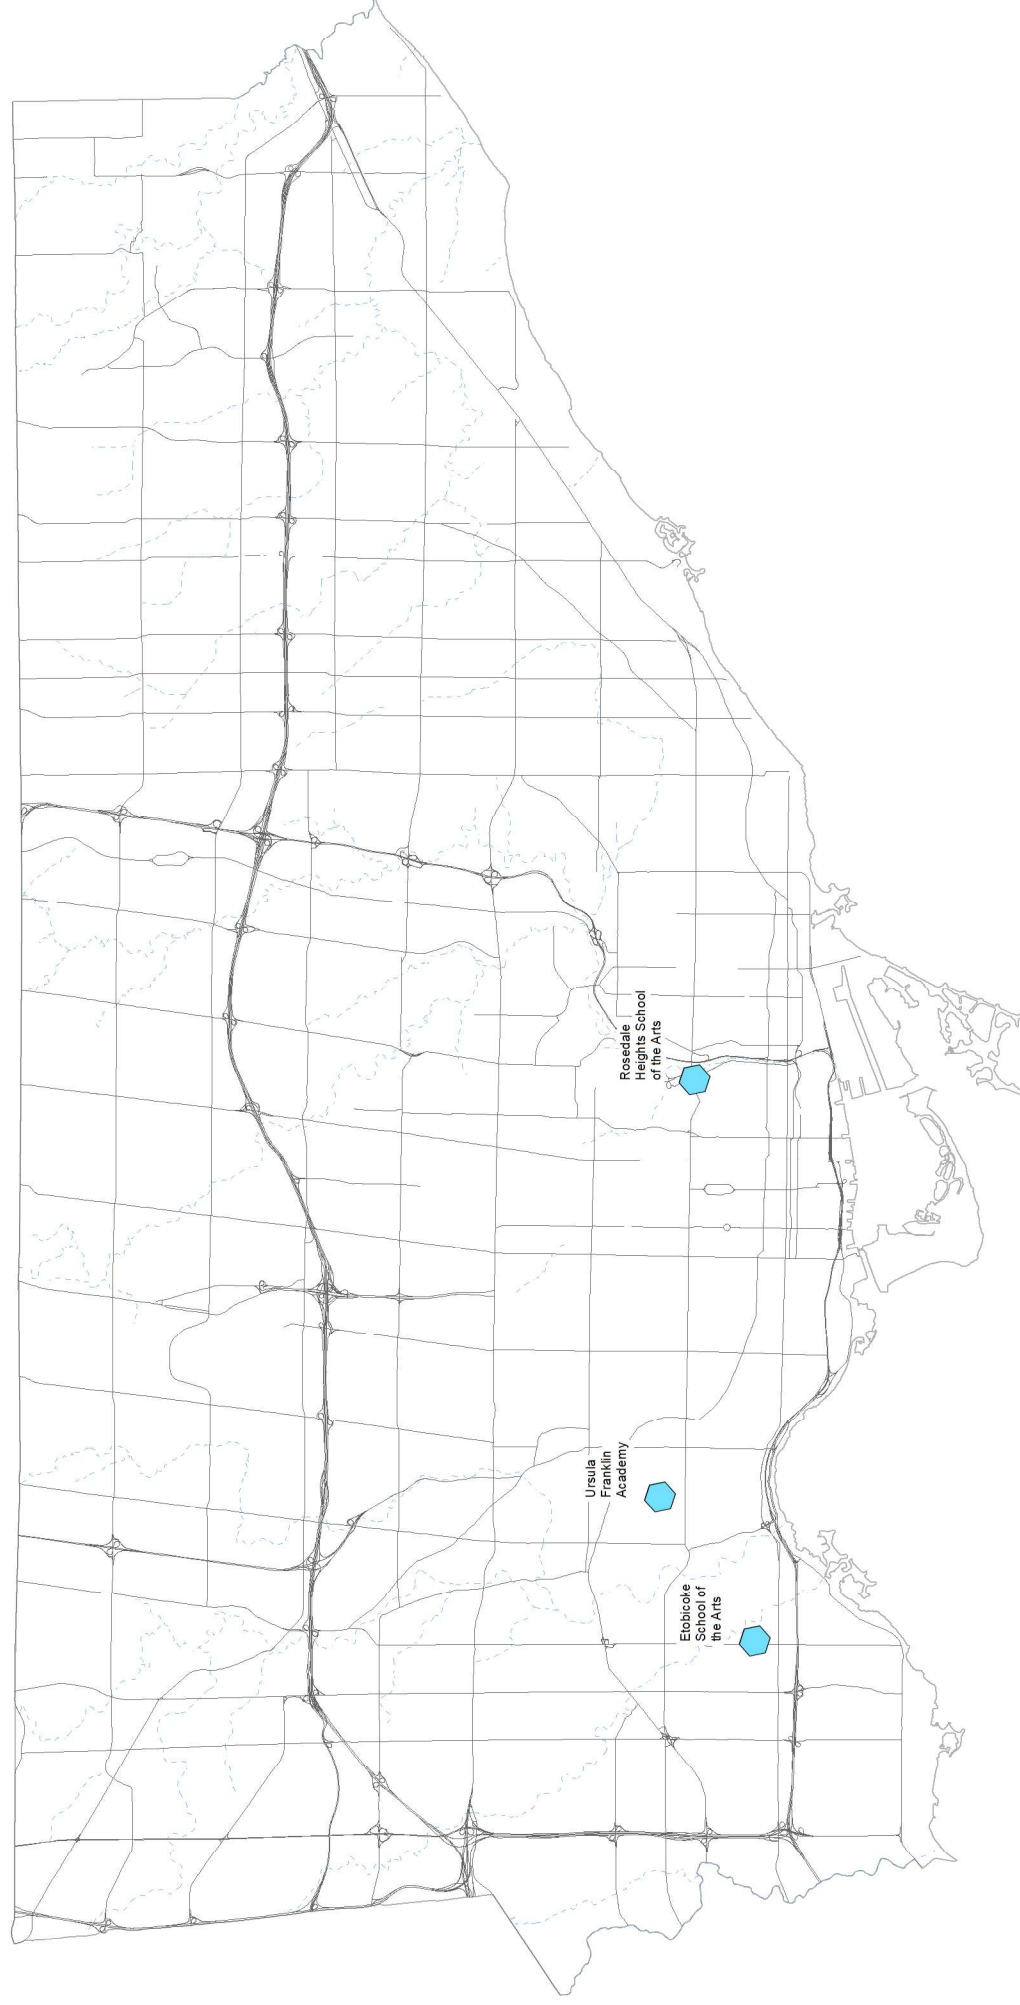 Rosedale
Heights School
of the Arts
Ursula
Franklin
Academy
Etobicoke
School of
the Arts